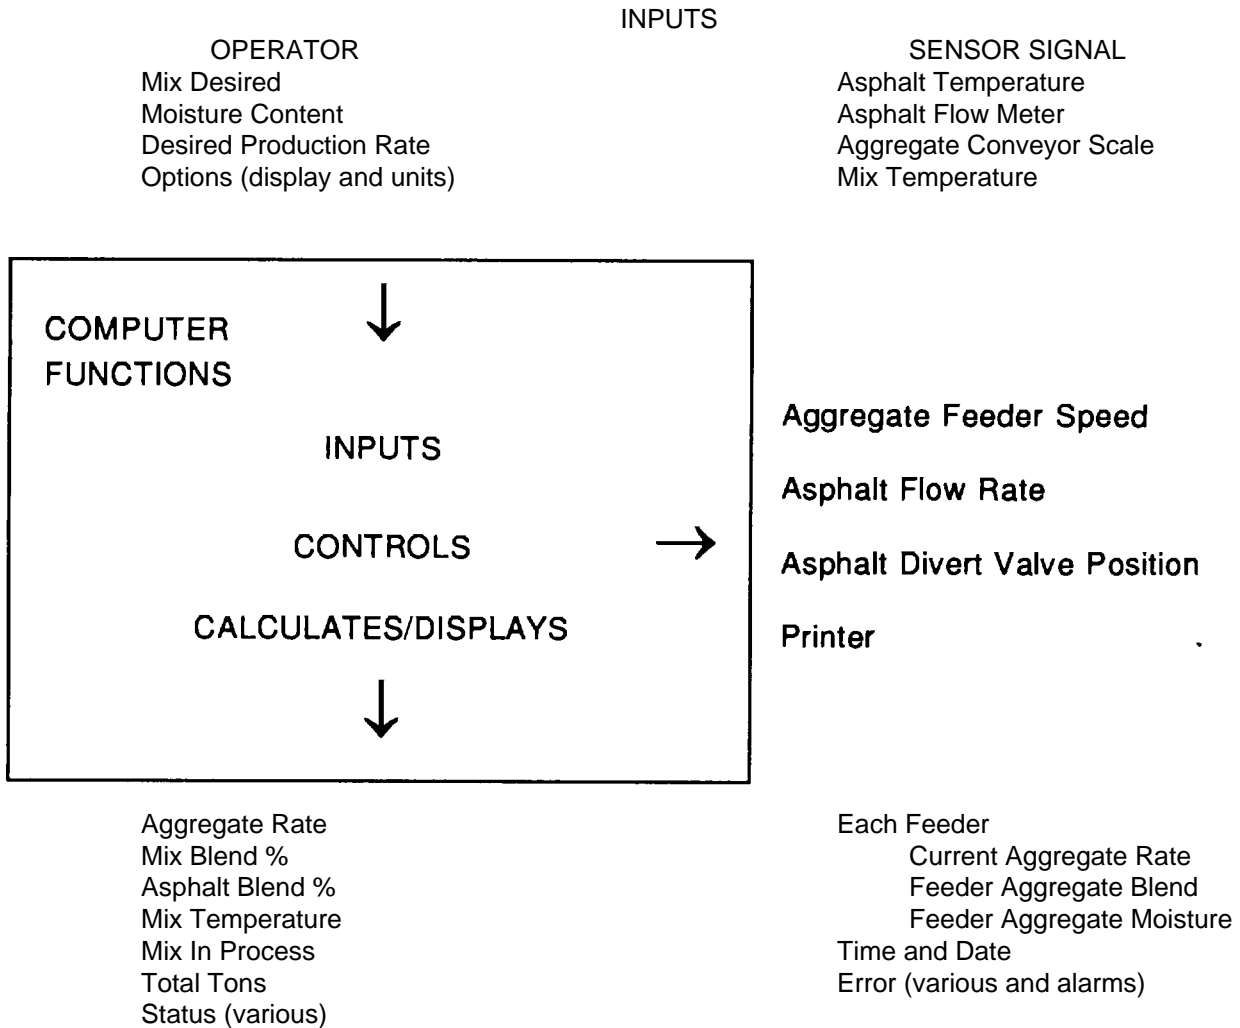 INPUTS
OPERATOR
Mix Desired
Moisture Content
Desired Production Rate
Options (display and units)
SENSOR SIGNAL
Asphalt Temperature
Asphalt Flow Meter
Aggregate Conveyor Scale
Mix Temperature
COMPUTER
FUNCTIONS
INPUTS
CONTROLS
CALCULATES/DISPLAYS
Aggregate Feeder Speed
Asphalt Flow Rate
Asphalt Divert Valve Position
Printer
Aggregate Rate
Mix Blend %
Asphalt Blend %
Mix Temperature
Mix In Process
Total Tons
Status (various)
Each Feeder
Current Aggregate Rate
Feeder Aggregate Blend
Feeder Aggregate Moisture
Time and Date
Error (various and alarms)